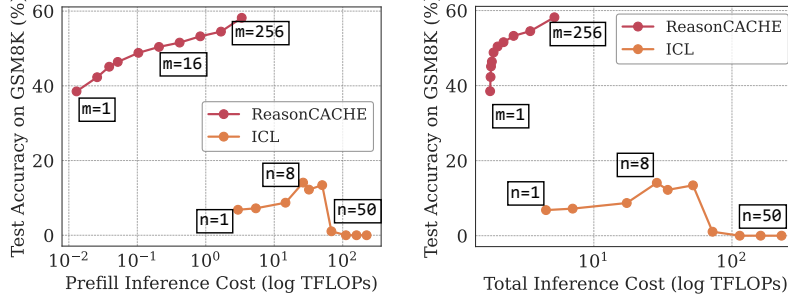 Test Accuracy on GSM8K (%)
60
40
20
0
m=256
m=16
m=1
ReasonCACHE
ICL
n=8
n=1
n=50
10⁻² 10⁻¹ 10⁰ 10¹ 10²
Prefill Inference Cost (log TFLOPs)
Test Accuracy on GSM8K (%)
60
40
20
0
m=256
m=1
ReasonCACHE
ICL
n=8
n=1
n=50
10¹ 10²
Total Inference Cost (log TFLOPs)